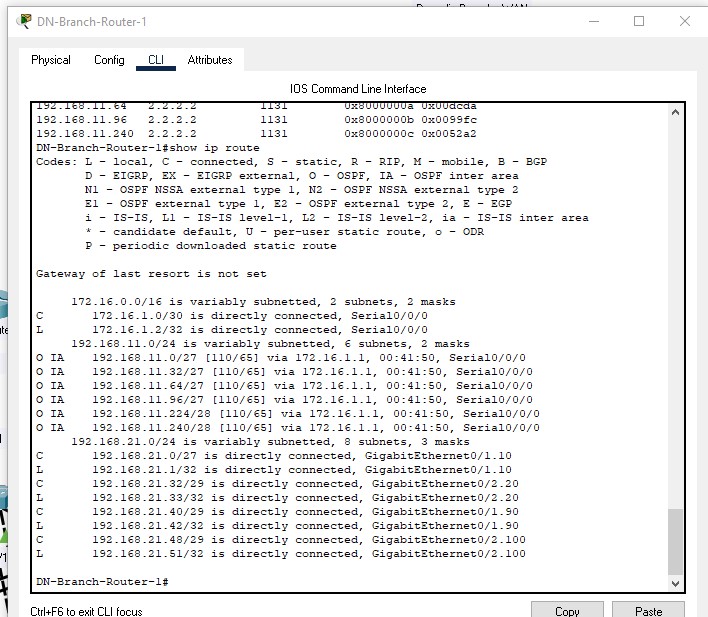 DN-Branch-Router-1
Physical Config CLI Attributes
IOS Command Line Interface
192.168.11.64 2.2.2.2 1131 0x8000000a 0x00dcda
192.168.11.96 2.2.2.2 1131 0x8000000b 0x0099fc
192.168.11.240 2.2.2.2 1131 0x8000000c 0x0052a2
DN-Branch-Router-1#show ip route
Codes: L - local, C - connected, S - static, R - RIP, M - mobile, B - BGP
D - EIGRP, EX - EIGRP external, O - OSPF, IA - OSPF inter area
N1 - OSPF NSSA external type 1, N2 - OSPF NSSA external type 2
E1 - OSPF external type 1, E2 - OSPF external type 2, E - EGP
i - IS-IS, L1 - IS-IS level-1, L2 - IS-IS level-2, ia - IS-IS inter area
* - candidate default, U - per-user static route, o - ODR
P - periodic downloaded static route
Gateway of last resort is not set
172.16.0.0/16 is variably subnetted, 2 subnets, 2 masks
C 172.16.1.0/30 is directly connected, Serial0/0/0
L 172.16.1.2/32 is directly connected, Serial0/0/0
192.168.11.0/24 is variably subnetted, 6 subnets, 2 masks
O IA 192.168.11.0/27 [110/65] via 172.16.1.1, 00:41:50, Serial0/0/0
O IA 192.168.11.32/27 [110/65] via 172.16.1.1, 00:41:50, Serial0/0/0
O IA 192.168.11.64/27 [110/65] via 172.16.1.1, 00:41:50, Serial0/0/0
O IA 192.168.11.96/27 [110/65] via 172.16.1.1, 00:41:50, Serial0/0/0
O IA 192.168.11.224/28 [110/65] via 172.16.1.1, 00:41:50, Serial0/0/0
O IA 192.168.11.240/28 [110/65] via 172.16.1.1, 00:41:50, Serial0/0/0
192.168.21.0/24 is variably subnetted, 8 subnets, 3 masks
C 192.168.21.0/27 is directly connected, GigabitEthernet0/1.10
L 192.168.21.1/32 is directly connected, GigabitEthernet0/1.10
C 192.168.21.32/29 is directly connected, GigabitEthernet0/2.20
L 192.168.21.33/32 is directly connected, GigabitEthernet0/2.20
C 192.168.21.40/29 is directly connected, GigabitEthernet0/1.90
L 192.168.21.42/32 is directly connected, GigabitEthernet0/1.90
C 192.168.21.48/29 is directly connected, GigabitEthernet0/2.100
L 192.168.21.51/32 is directly connected, GigabitEthernet0/2.100
DN-Branch-Router-1#
Ctrl+F6 to exit CLI focus
Copy Paste